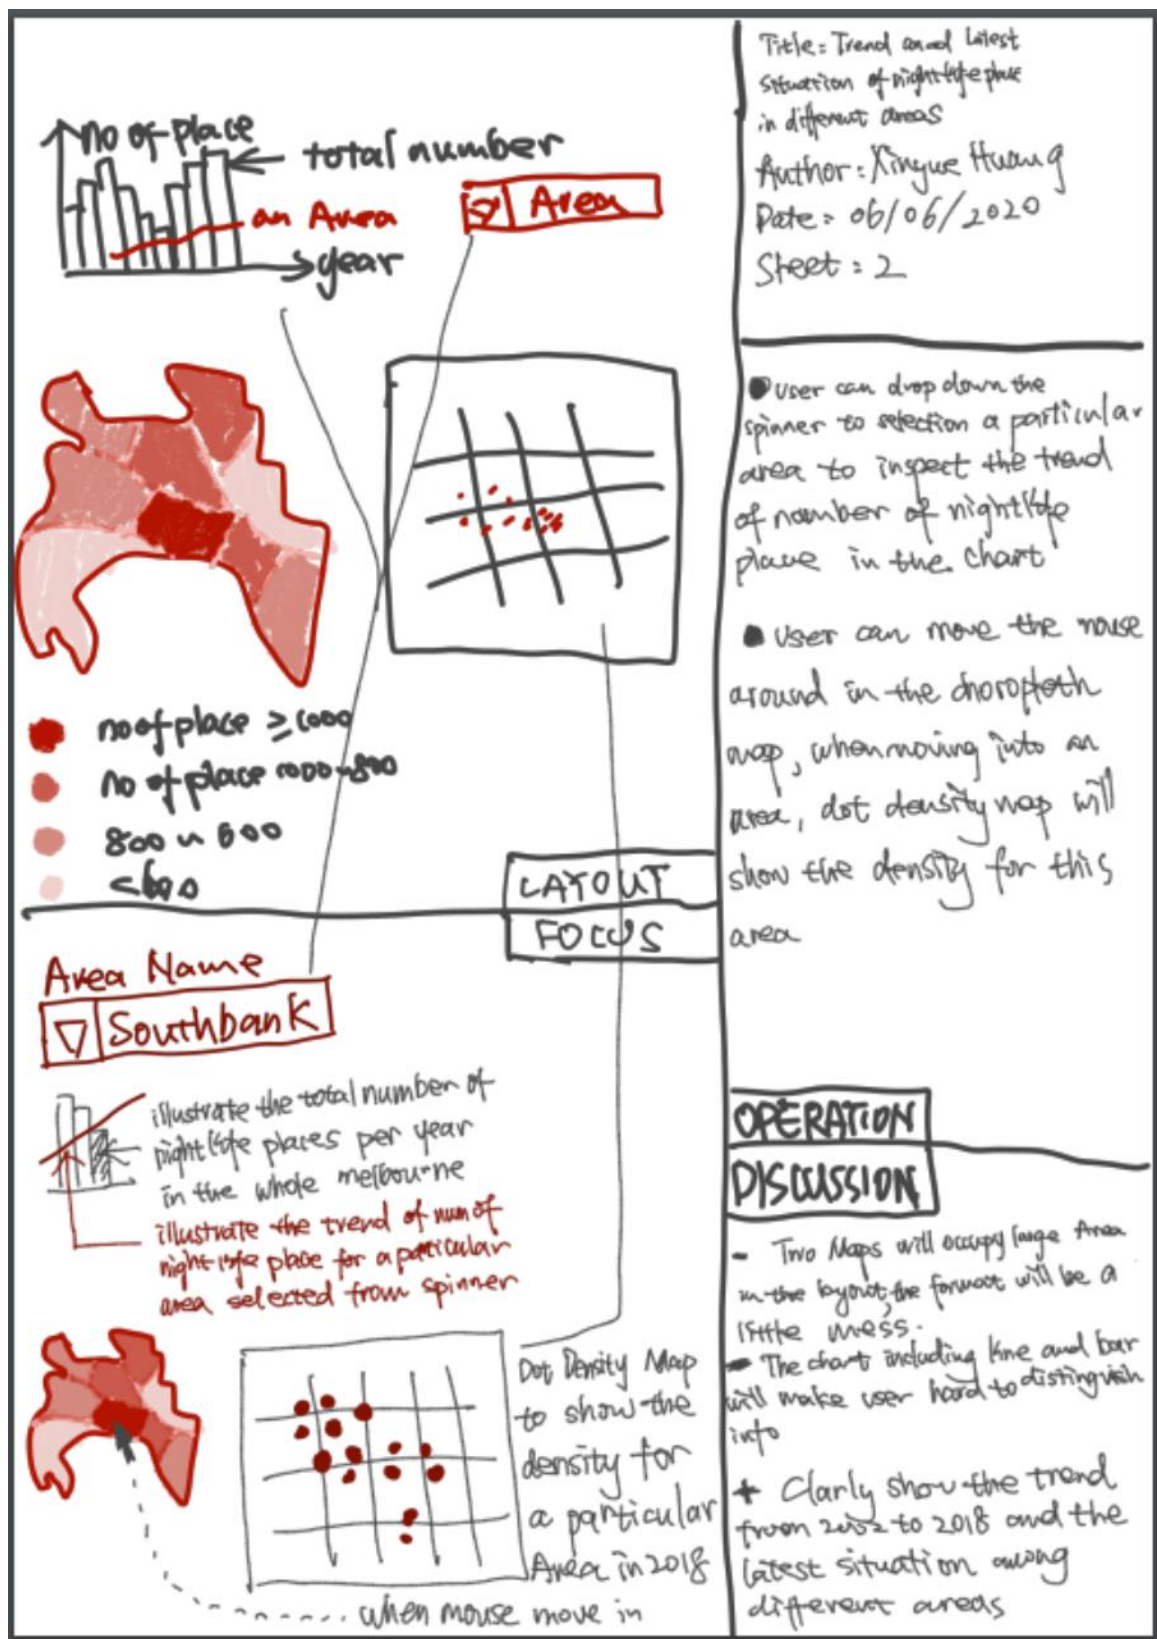 no of place
total number
an Area
Area
year
no of place ≥ 1000
no of place 1000 ~ 800
800 ~ 600
<600
LAYOUT
FOCUS
Area Name
Southbank
illustrate the total number of
nightlife places per year
in the whole melbourne
illustrate the trend of num of
night life place for a particular
area selected from spinner
Dot Density Map
to show the
density for
a particular
Area in 2018
when mouse move in
Title: Trend and latest
situation of nightlife place
in different areas
Author: Xingyue Huang
Date: 06/06/2020
Sheet: 2
● User can drop down the
spinner to selection a particular
area to inspect the trend
of number of nightlife
place in the chart
● User can move the mouse
around in the choropleth
map, when moving into an
area, dot density map will
show the density for this
area
OPERATION
DISCUSSION
- Two Maps will occupy large Area
in the layout, the format will be a
little mess.
- The chart including line and bar
will make user hard to distinguish
info
+ Clarly show the trend
from 2002 to 2018 and the
latest situation among
different areas